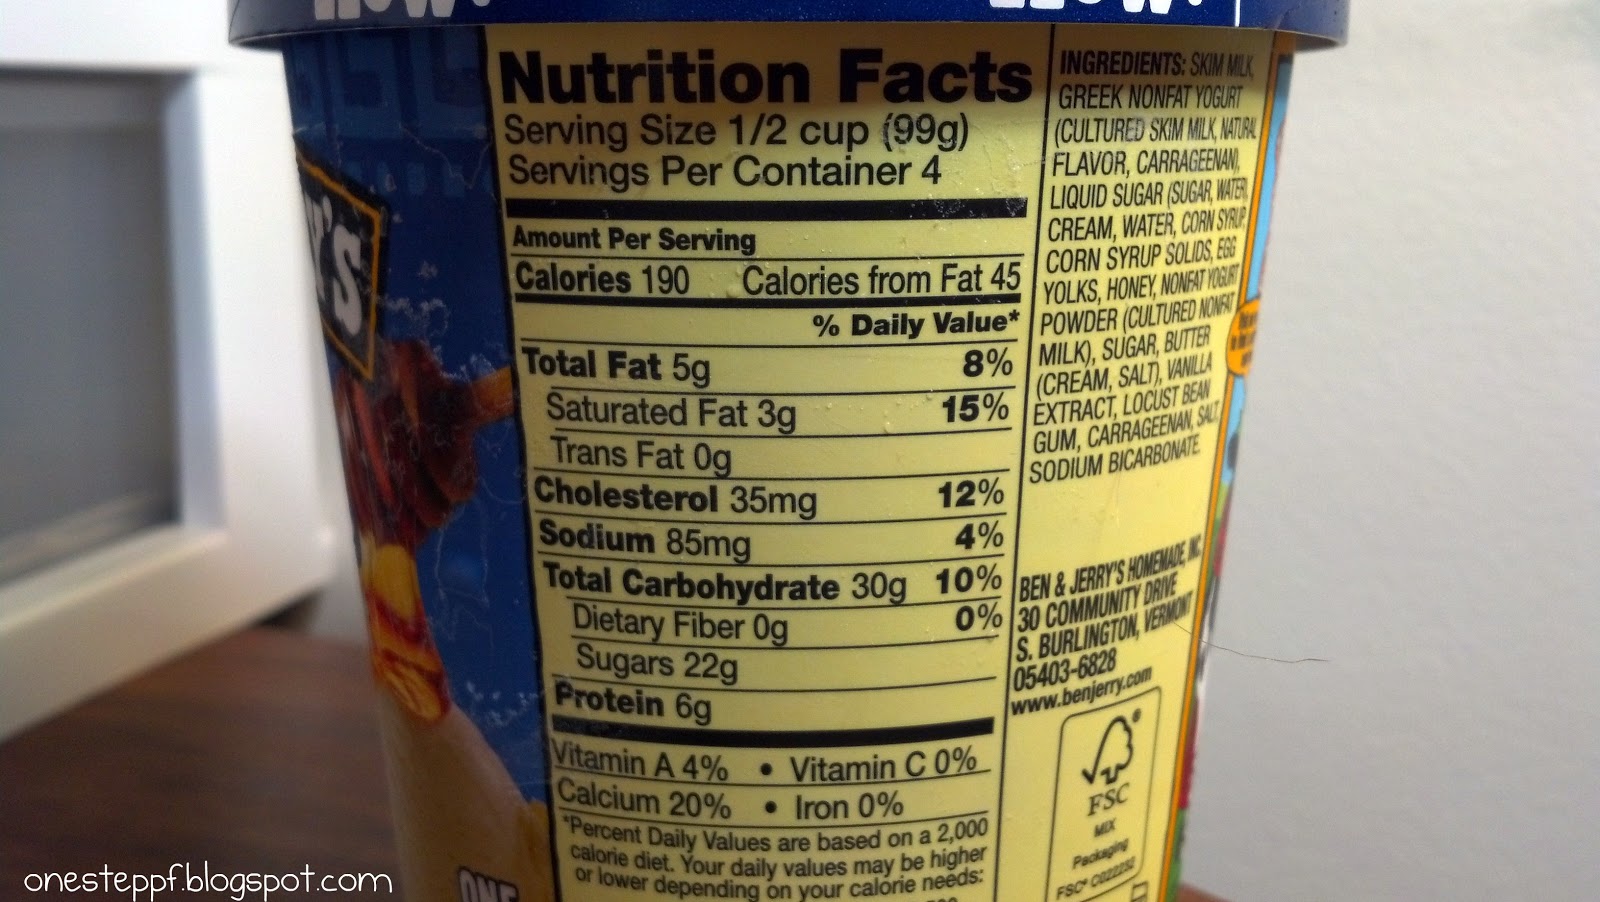 Nutrition Facts
Serving Size 1/2 cup (99g)
Servings Per Container 4
Amount Per Serving
Calories 190 Calories from Fat 45
% Daily Value*
Total Fat 5g 8%
Saturated Fat 3g 15%
Trans Fat 0g
Cholesterol 35mg 12%
Sodium 85mg 4%
Total Carbohydrate 30g 10%
Dietary Fiber 0g 0%
Sugars 22g
Protein 6g
Vitamin A 4% • Vitamin C 0%
Calcium 20% • Iron 0%
*Percent Daily Values are based on a 2,000
calorie diet. Your daily values may be higher
or lower depending on your calorie needs:
INGREDIENTS: SKIM MILK,
GREEK NONFAT YOGURT
(CULTURED SKIM MILK, NATURAL
FLAVOR, CARRAGEENAN),
LIQUID SUGAR (SUGAR, WATER),
CREAM, WATER, CORN SYRUP,
CORN SYRUP SOLIDS, EGG
YOLKS, HONEY, NONFAT YOGURT
POWDER (CULTURED NONFAT
MILK), SUGAR, BUTTER
(CREAM, SALT), VANILLA
EXTRACT, LOCUST BEAN
GUM, CARRAGEENAN, SALT,
SODIUM BICARBONATE.
BEN & JERRY'S HOMEMADE, INC.
30 COMMUNITY DRIVE
S. BURLINGTON, VERMONT
05403-6828
www.benjerry.com
FSC
MIX
Packaging
FSC® C022252
Y'S
ONE
onesteppf.blogspot.com